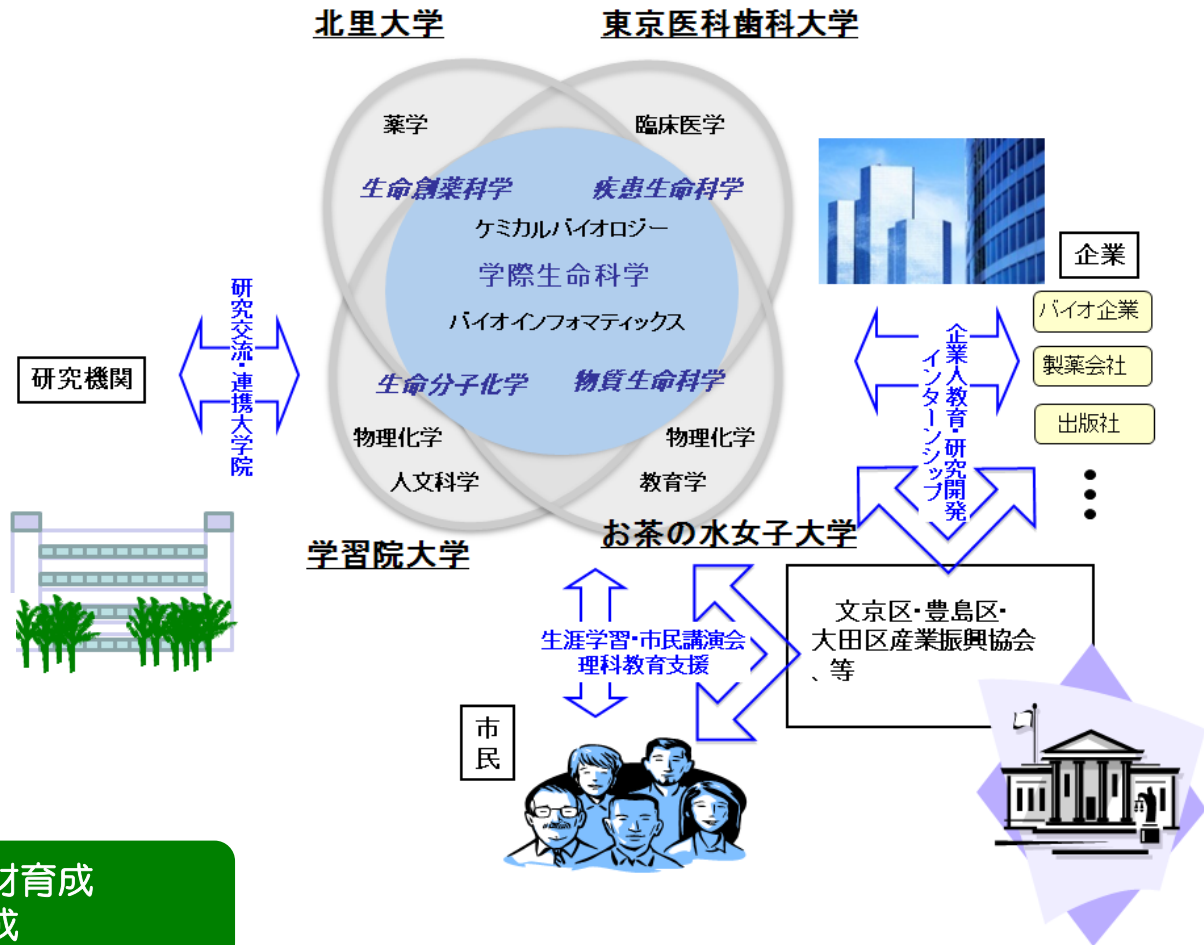 北里大学
東京医科歯科大学
薬学
臨床医学
生命創薬科学
疾患生命科学
ケミカルバイオロジー
学際生命科学
バイオインフォマティックス
生命分子化学
物質生命科学
物理化学
物理化学
人文科学
教育学
学習院大学
お茶の水女子大学
研究機関
研究交流・連携大学院
企業
バイオ企業
製薬会社
出版社
企業人教育・研究開発
インターンシップ
生涯学習・市民講演会
理科教育支援
文京区・豊島区・
大田区産業振興協会
、等
市民
材育成
成